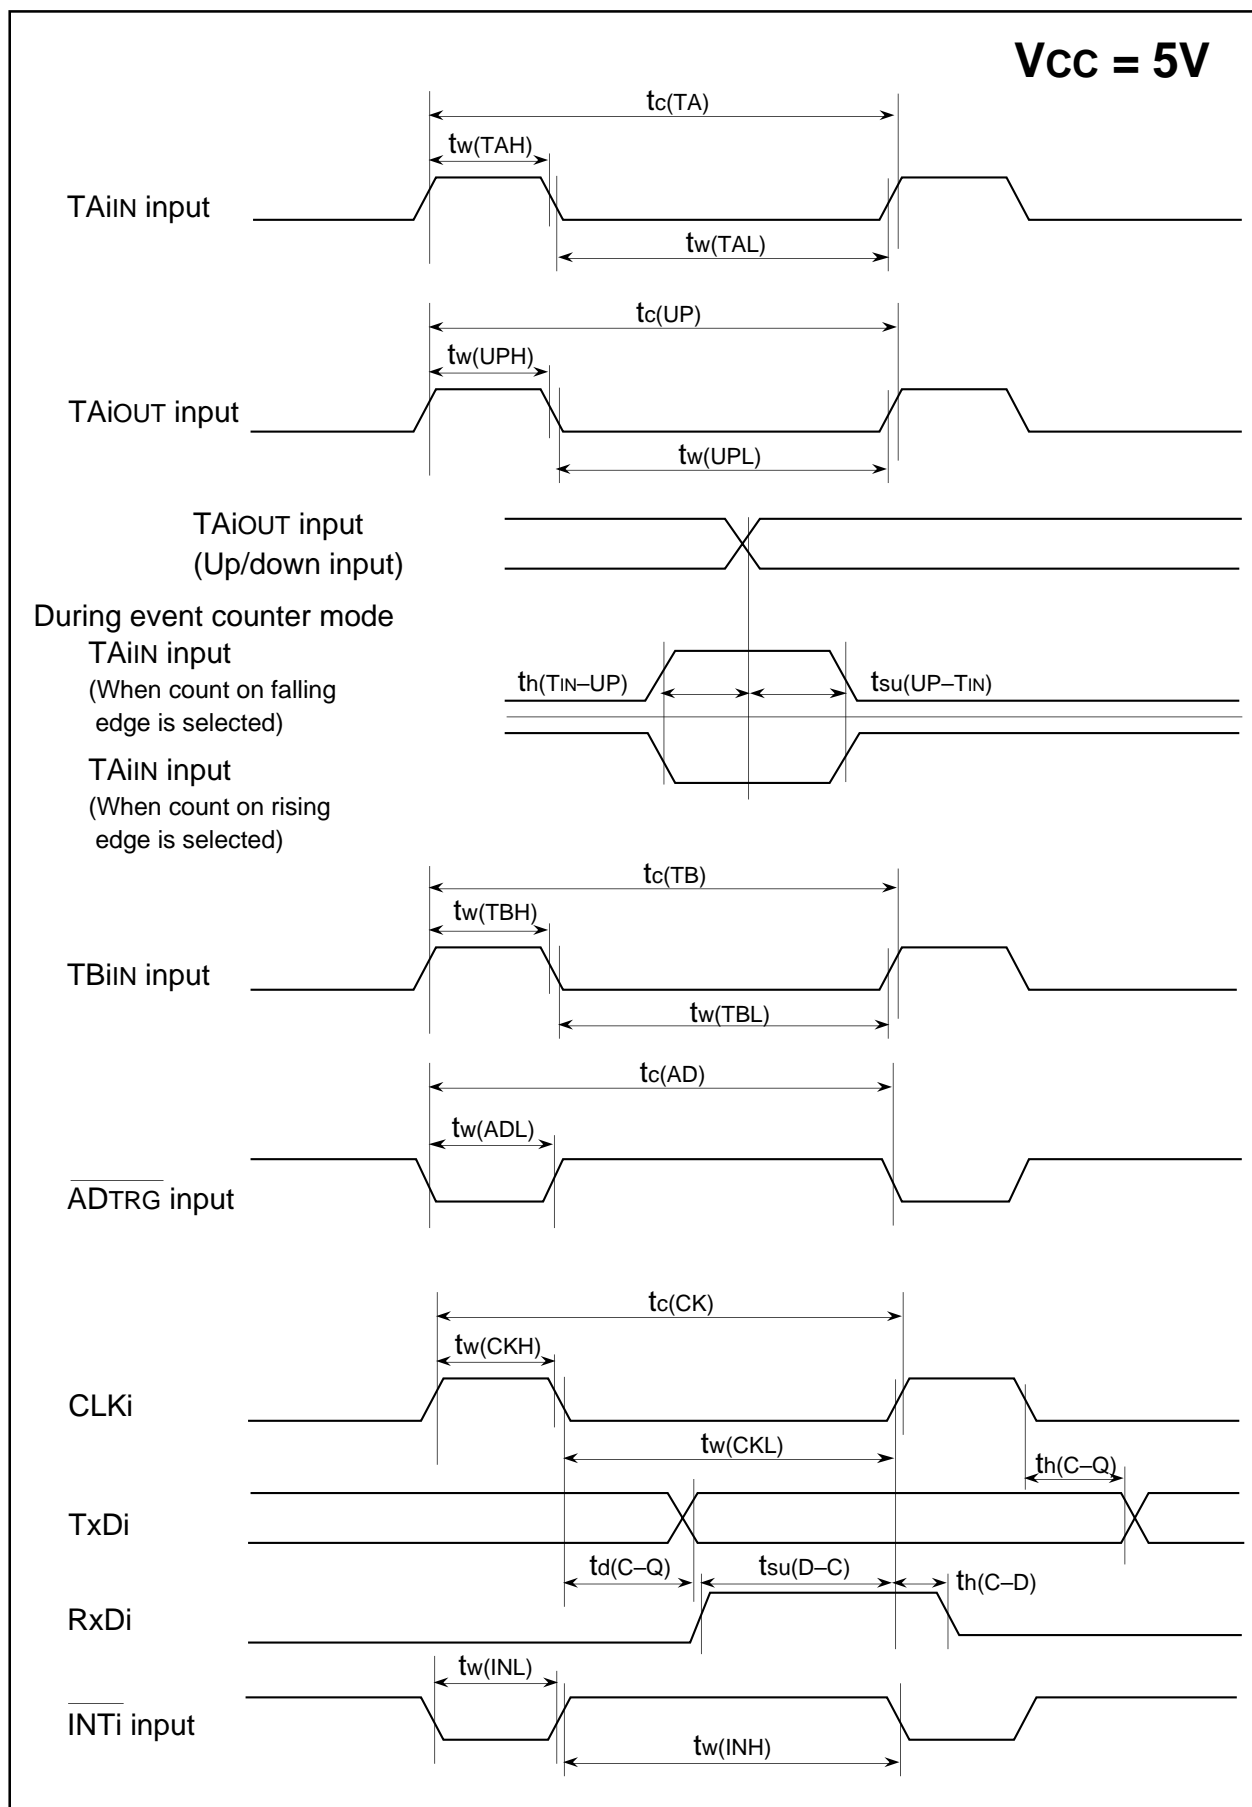 VCC = 5V
tc(TA)
tw(TAH)
TAiIN input
tw(TAL)
tc(UP)
tw(UPH)
TAiOUT input
tw(UPL)
TAiOUT input
(Up/down input)
During event counter mode
TAiIN input
(When count on falling
edge is selected)
th(TIN–UP)
tsu(UP–TIN)
TAiIN input
(When count on rising
edge is selected)
tc(TB)
tw(TBH)
TBiIN input
tw(TBL)
tc(AD)
tw(ADL)
ADTRG input
tc(CK)
tw(CKH)
CLKi
tw(CKL)
th(C–Q)
TxDi
td(C–Q)
tsu(D–C)
th(C–D)
RxDi
tw(INL)
INTi input
tw(INH)